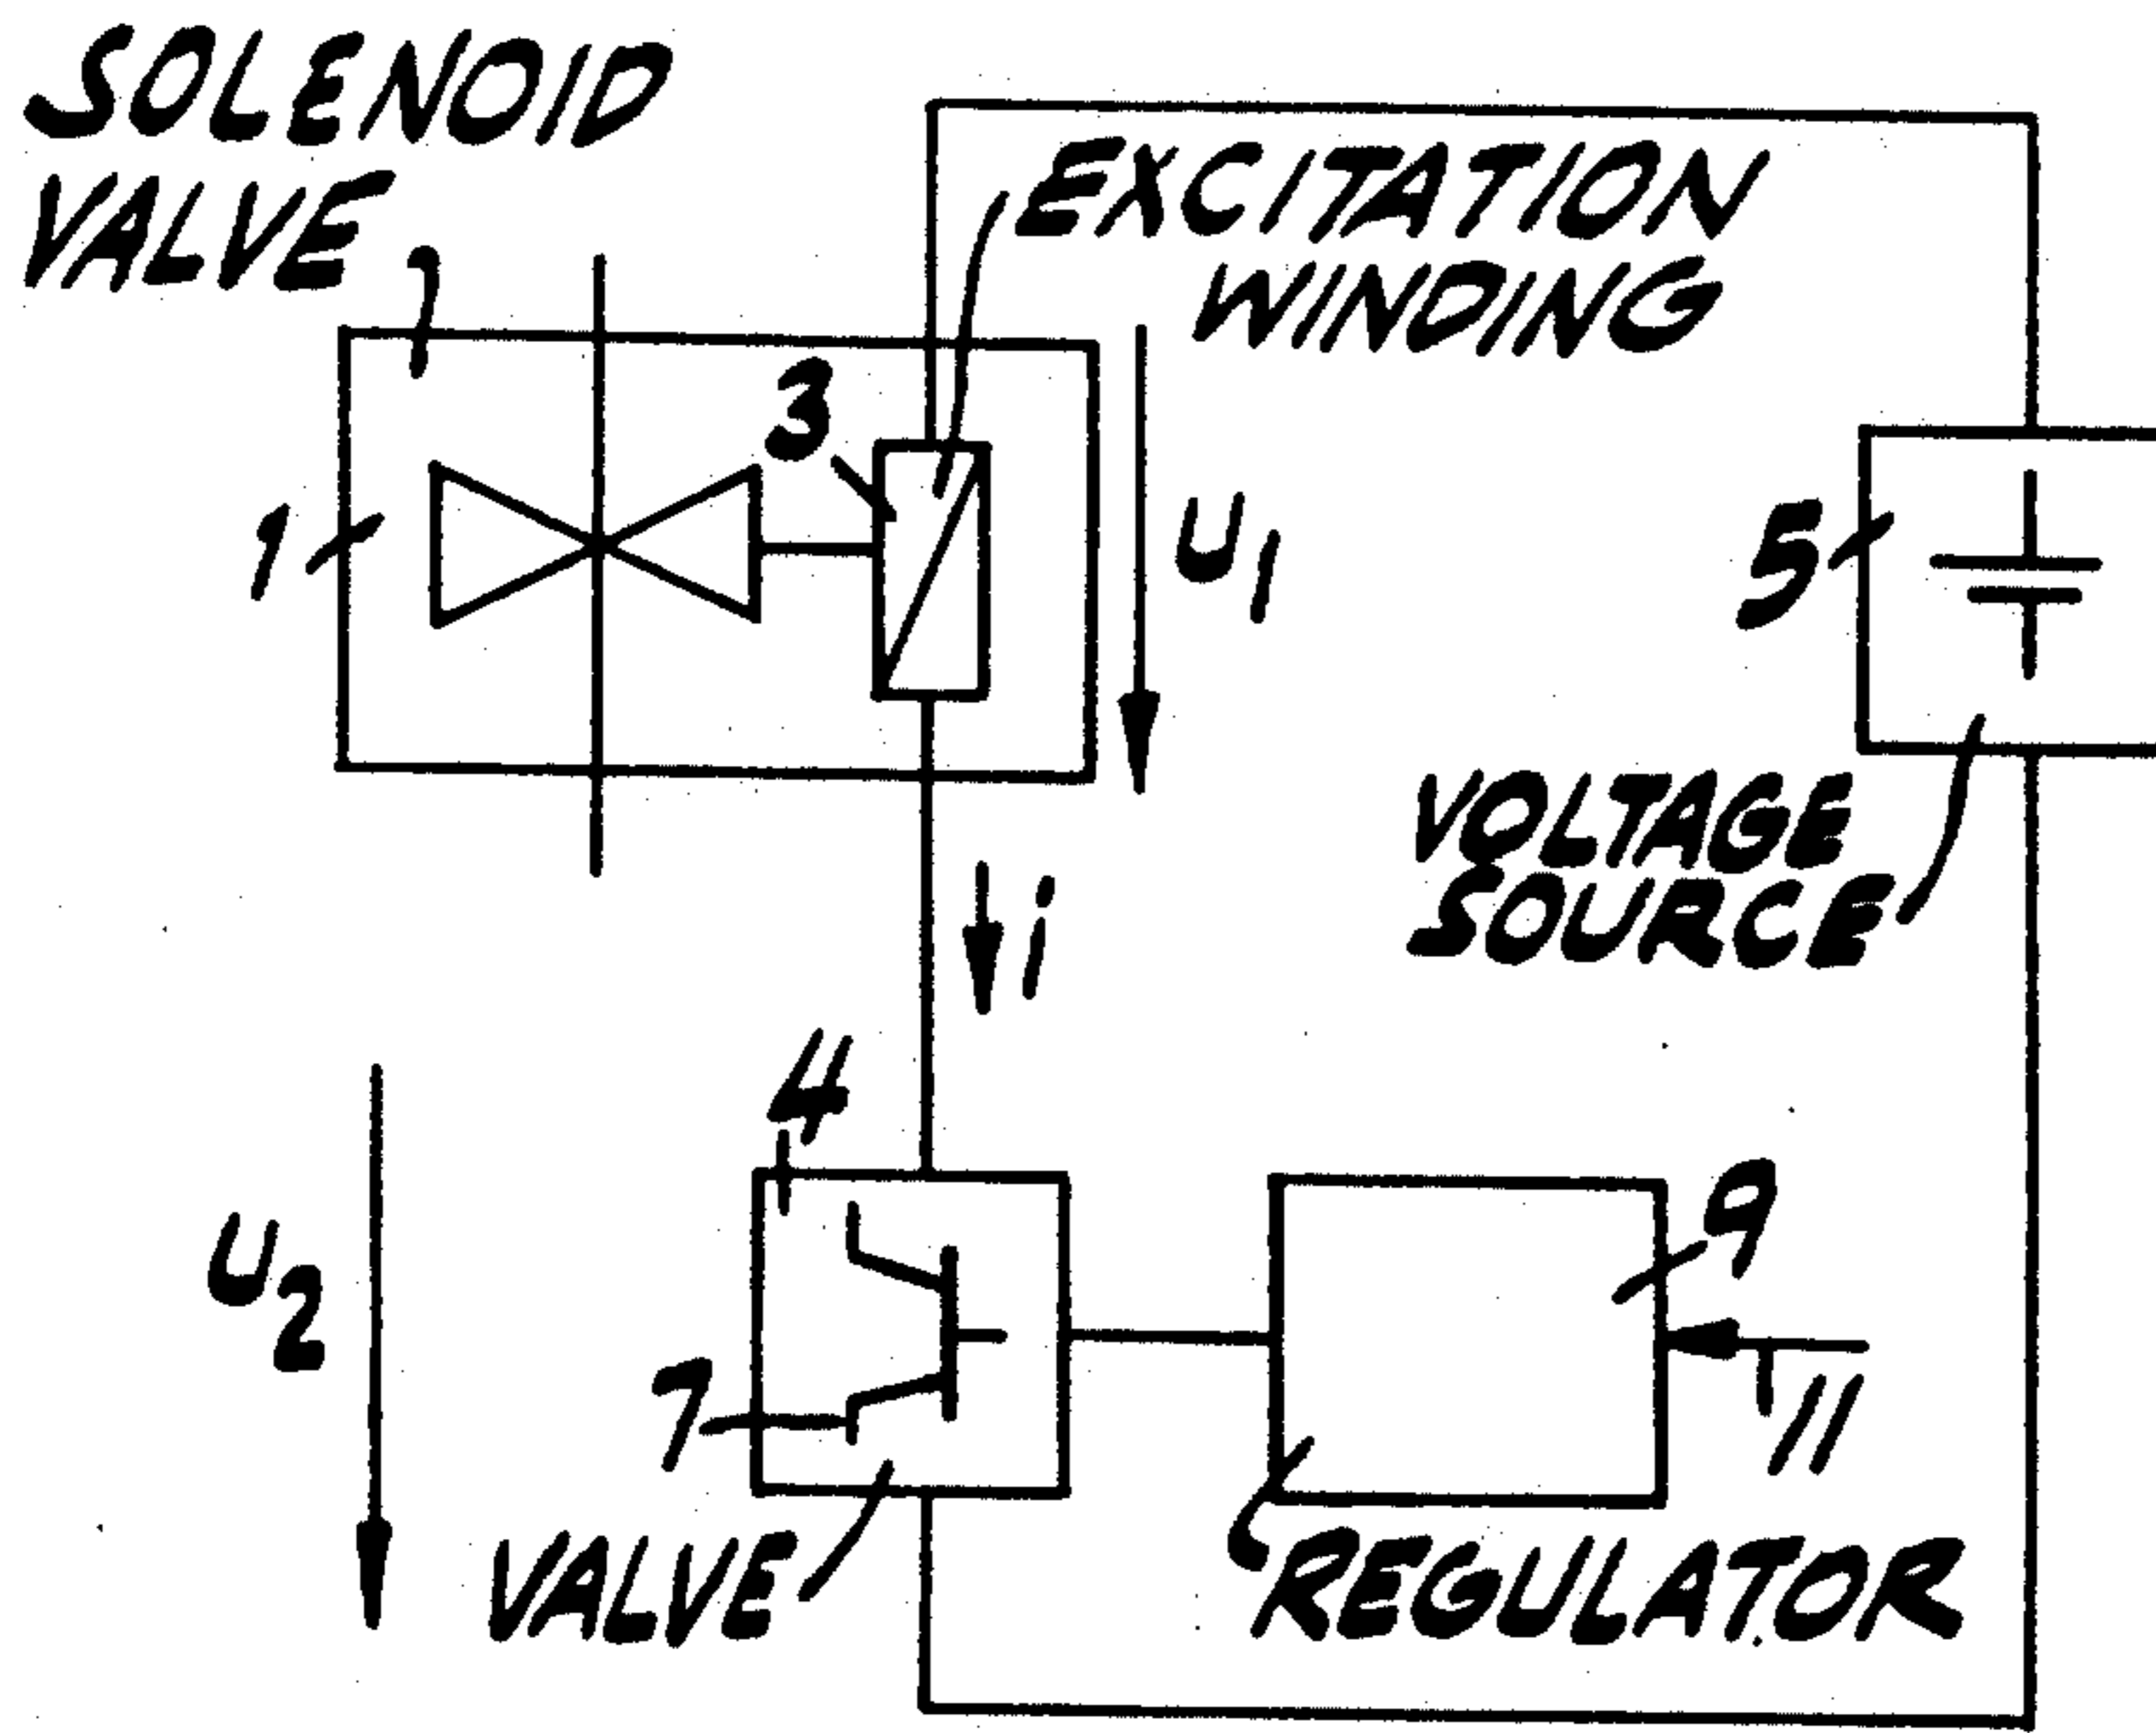 SOLENOID
VALVE
EXCITATION
WINDING
3
1
u1
5
VOLTAGE
SOURCE
i
4
u2
9
7
11
VALVE
REGULATOR